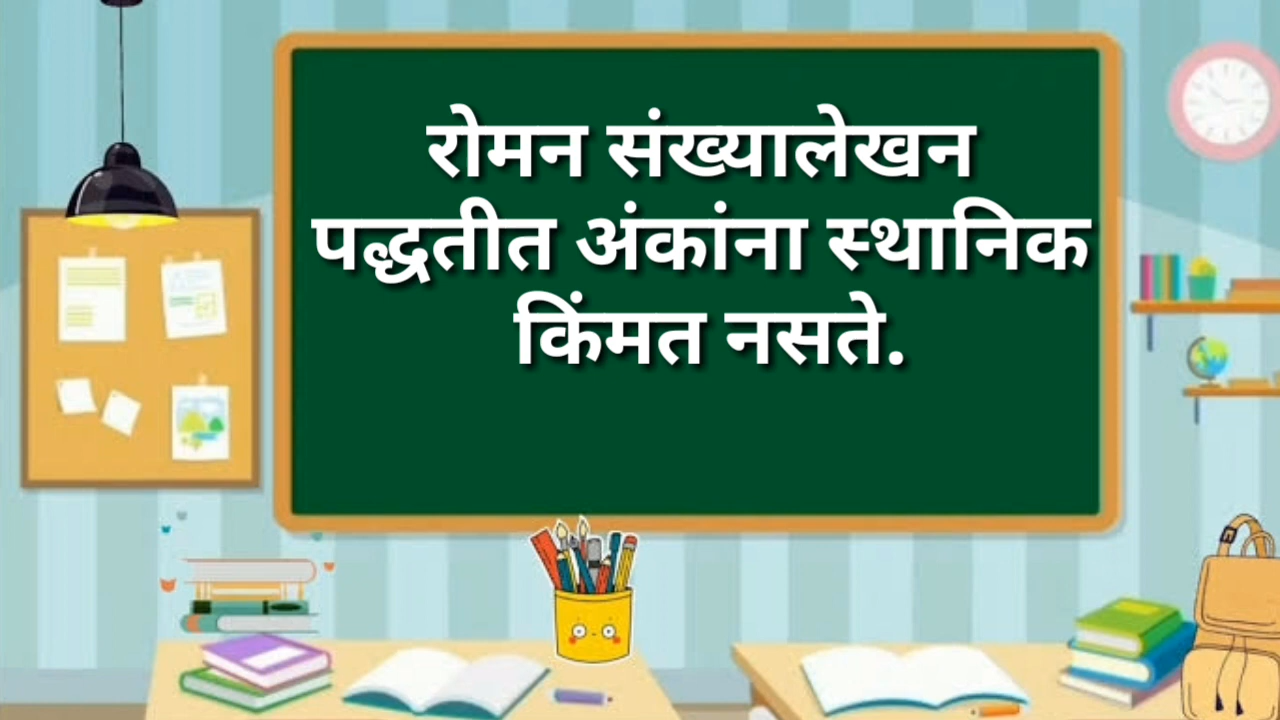 रोमन संख्यालेखन
पद्धतीत अंकांना स्थानिक
किंमत नसते.